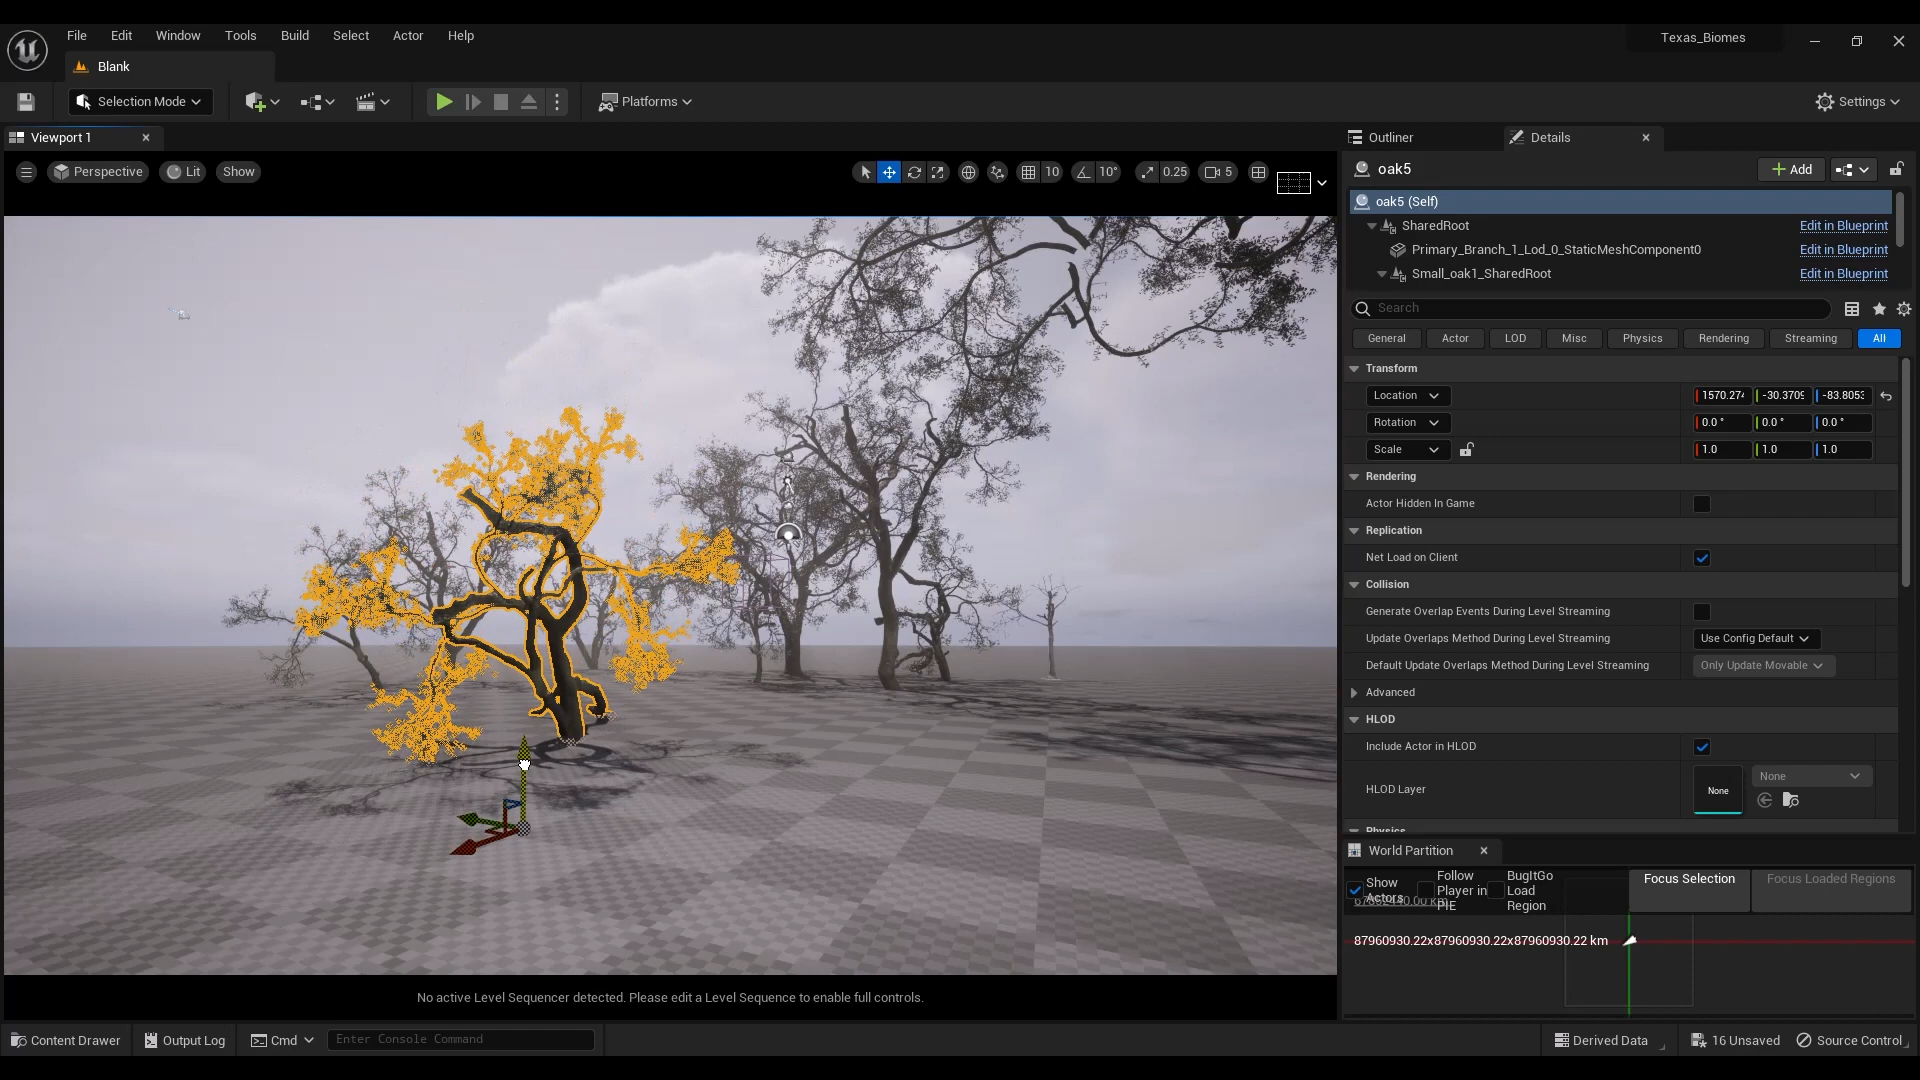 File Edit Window Tools Build Select Actor Help
Texas_Biomes
Blank
Selection Mode
Platforms
Settings
Viewport 1
Outliner
Details
Perspective
Lit
Show
10
10°
0.25
5
oak5
Add
oak5 (Self)
SharedRoot
Edit in Blueprint
Primary_Branch_1_Lod_0_StaticMeshComponent0
Edit in Blueprint
Small_oak1_SharedRoot
Edit in Blueprint
Search
General Actor LOD Misc Physics Rendering Streaming All
Transform
Location
1570.274
-30.3709
-83.8053
Rotation
0.0 °
0.0 °
0.0 °
Scale
1.0
1.0
1.0
Rendering
Actor Hidden In Game
Replication
Net Load on Client
Collision
Generate Overlap Events During Level Streaming
Update Overlaps Method During Level Streaming
Use Config Default
Default Update Overlaps Method During Level Streaming
Only Update Movable
Advanced
HLOD
Include Actor in HLOD
HLOD Layer
None
None
Physics
World Partition
Show
Actors
Follow
Player in
PIE
BugItGo
Load
Region
Focus Selection
Focus Loaded Regions
87960930.22x87960930.22x87960930.22 km
No active Level Sequencer detected. Please edit a Level Sequence to enable full controls.
Content Drawer
Output Log
Cmd
Enter Console Command
Derived Data
16 Unsaved
Source Control